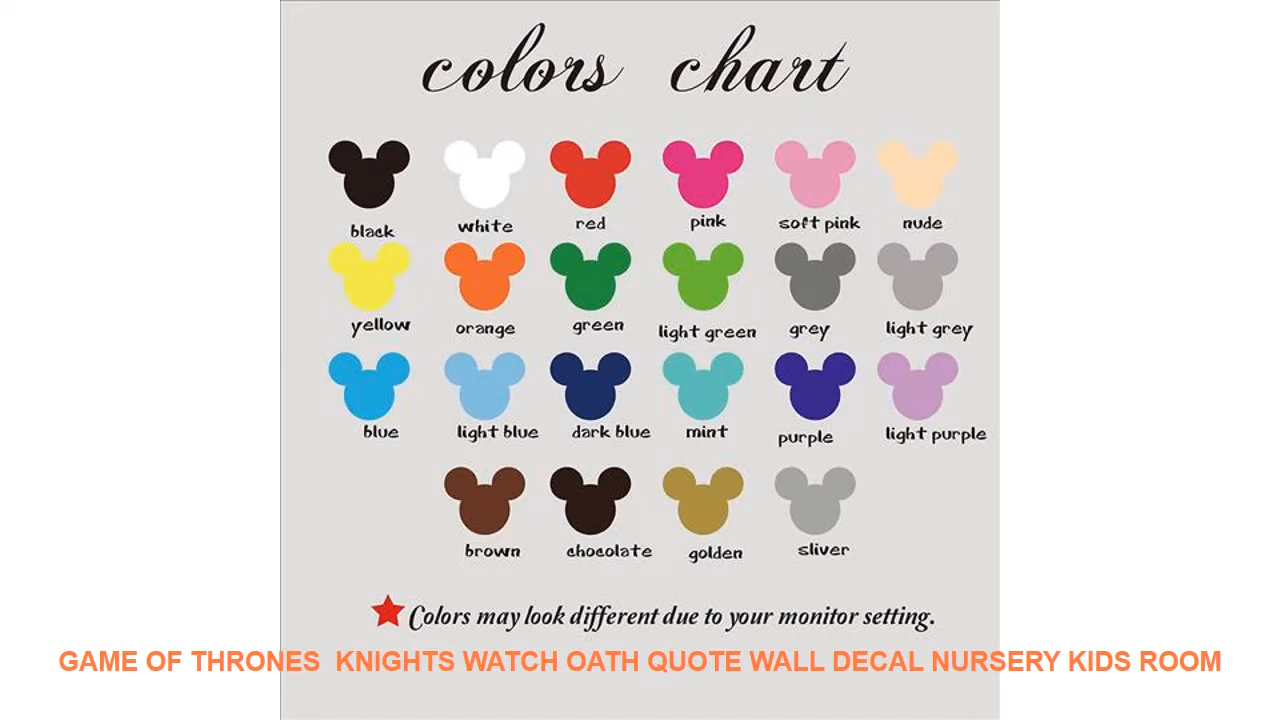 colors chart
black white red pink soft pink nude
yellow orange green light green grey light grey
blue light blue dark blue mint purple light purple
brown chocolate golden sliver
Colors may look different due to your monitor setting.
GAME OF THRONES  KNIGHTS WATCH OATH QUOTE WALL DECAL NURSERY KIDS ROOM